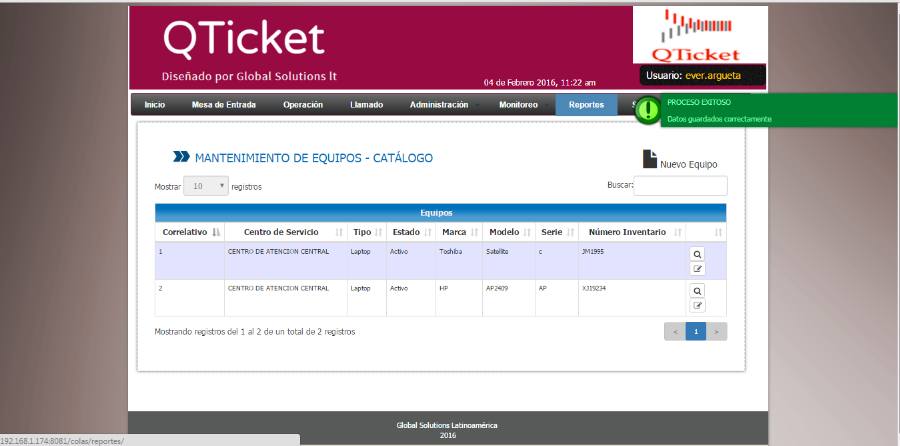 QTicket
Diseñado por Global Solutions lt
04 de Febrero 2016, 11:22 am
QTicket
Usuario: ever.argueta
Inicio Mesa de Entrada Operación Llamado Administración Monitoreo Reportes S
PROCESO EXITOSO
Datos guardados correctamente
MANTENIMIENTO DE EQUIPOS - CATÁLOGO
Nuevo Equipo
Mostrar 10 registros
Buscar:
Equipos
Correlativo Centro de Servicio Tipo Estado Marca Modelo Serie Número Inventario
1 CENTRO DE ATENCION CENTRAL Laptop Activo Toshiba Satellite c JM1995
2 CENTRO DE ATENCION CENTRAL Laptop Activo HP AP2409 AP XJ19234
Mostrando registros del 1 al 2 de un total de 2 registros
< 1 >
Global Solutions Latinoamérica
2016
192.168.1.174:8081/colas/reportes/